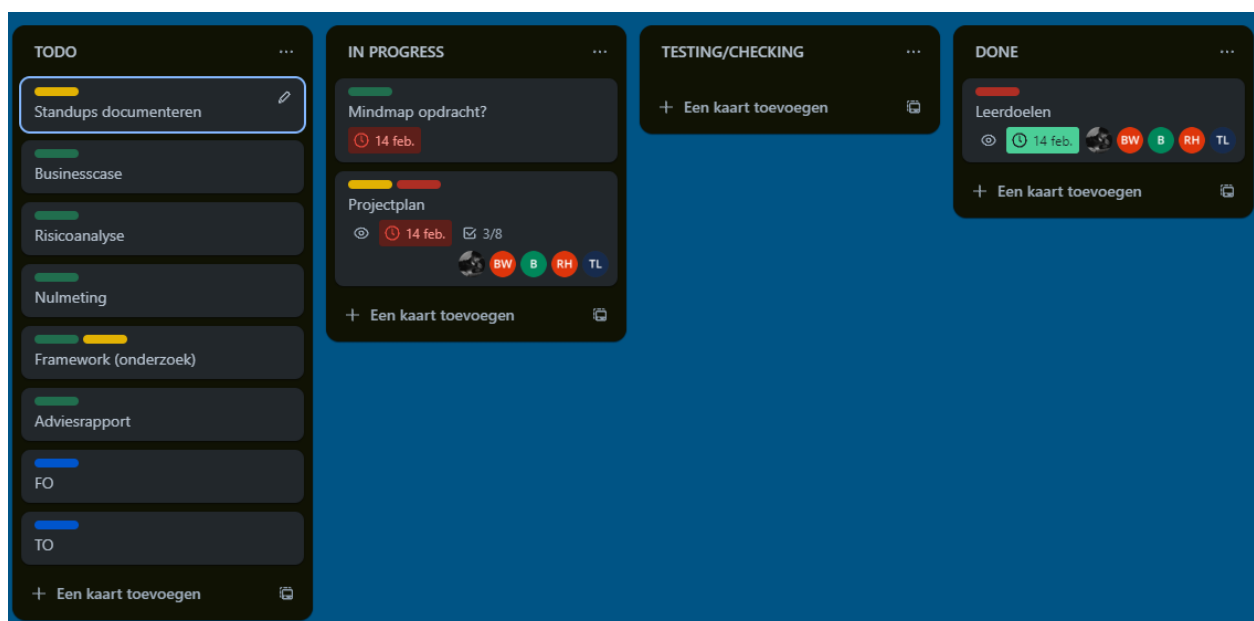 TODO
Standups documenteren
Businesscase
Risicoanalyse
Nulmeting
Framework (onderzoek)
Adviesrapport
FO
TO
+ Een kaart toevoegen
IN PROGRESS
Mindmap opdracht?
14 feb.
Projectplan
14 feb. 3/8
BW B RH TL
+ Een kaart toevoegen
TESTING/CHECKING
+ Een kaart toevoegen
DONE
Leerdoelen
14 feb. BW B RH TL
+ Een kaart toevoegen